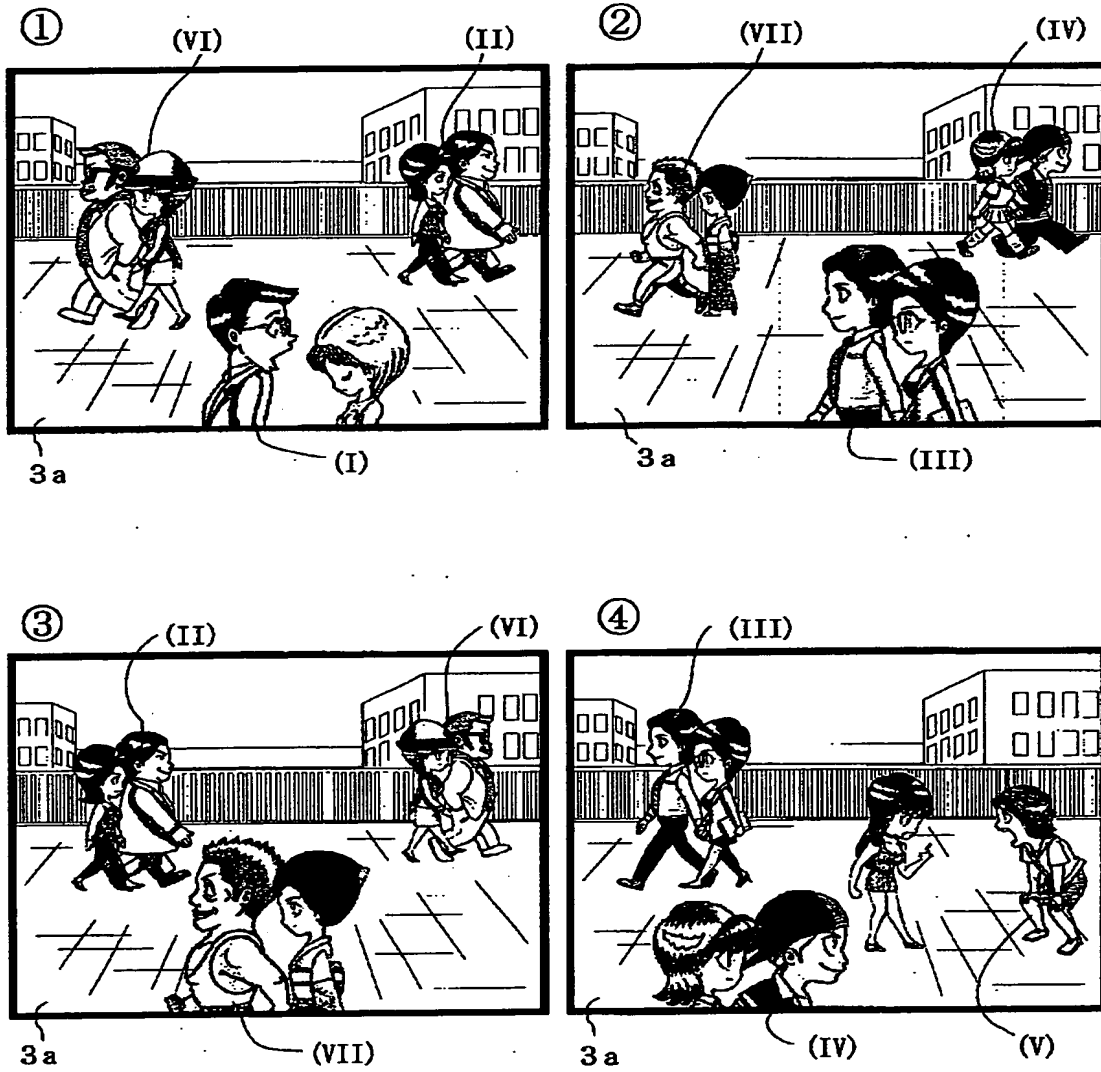 ①
(VI) (II)
3a
(I)
②
(VII) (IV)
3a
(III)
③
(II) (VI)
3a
(VII)
④
(III)
3a
(IV) (V)